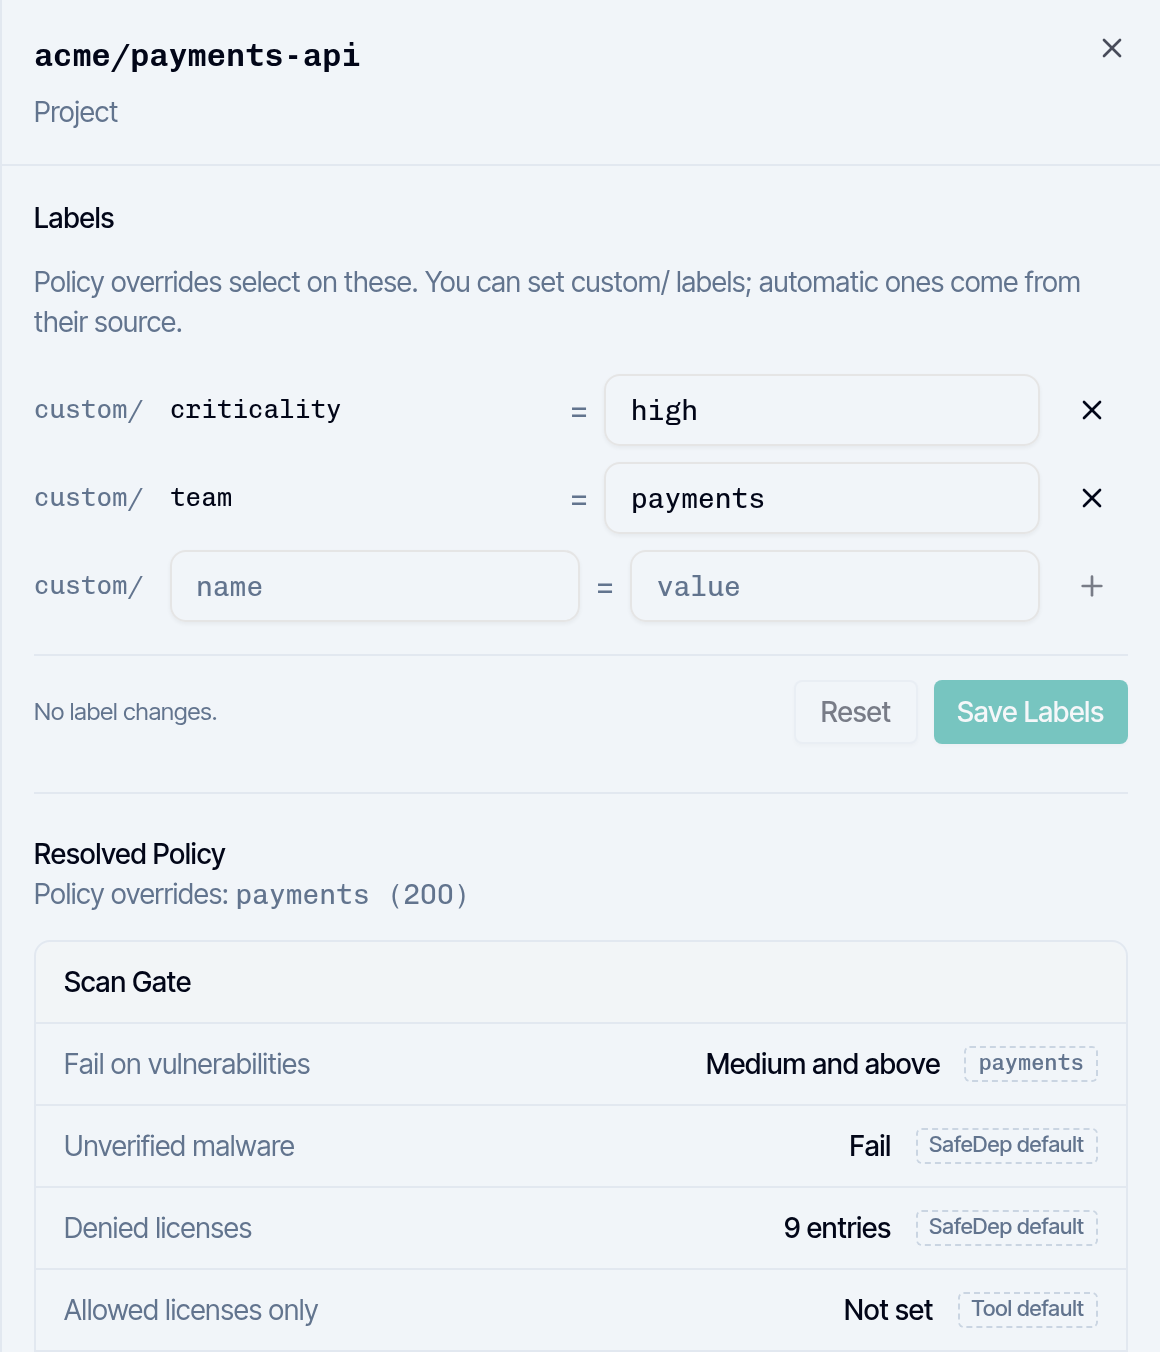 acme/payments-api
Project
Labels
Policy overrides select on these. You can set custom/ labels; automatic ones come from
their source.
custom/ criticality = high
custom/ team = payments
custom/ name = value
No label changes. Reset Save Labels
Resolved Policy
Policy overrides: payments (200)
Scan Gate
Fail on vulnerabilities Medium and above payments
Unverified malware Fail SafeDep default
Denied licenses 9 entries SafeDep default
Allowed licenses only Not set Tool default